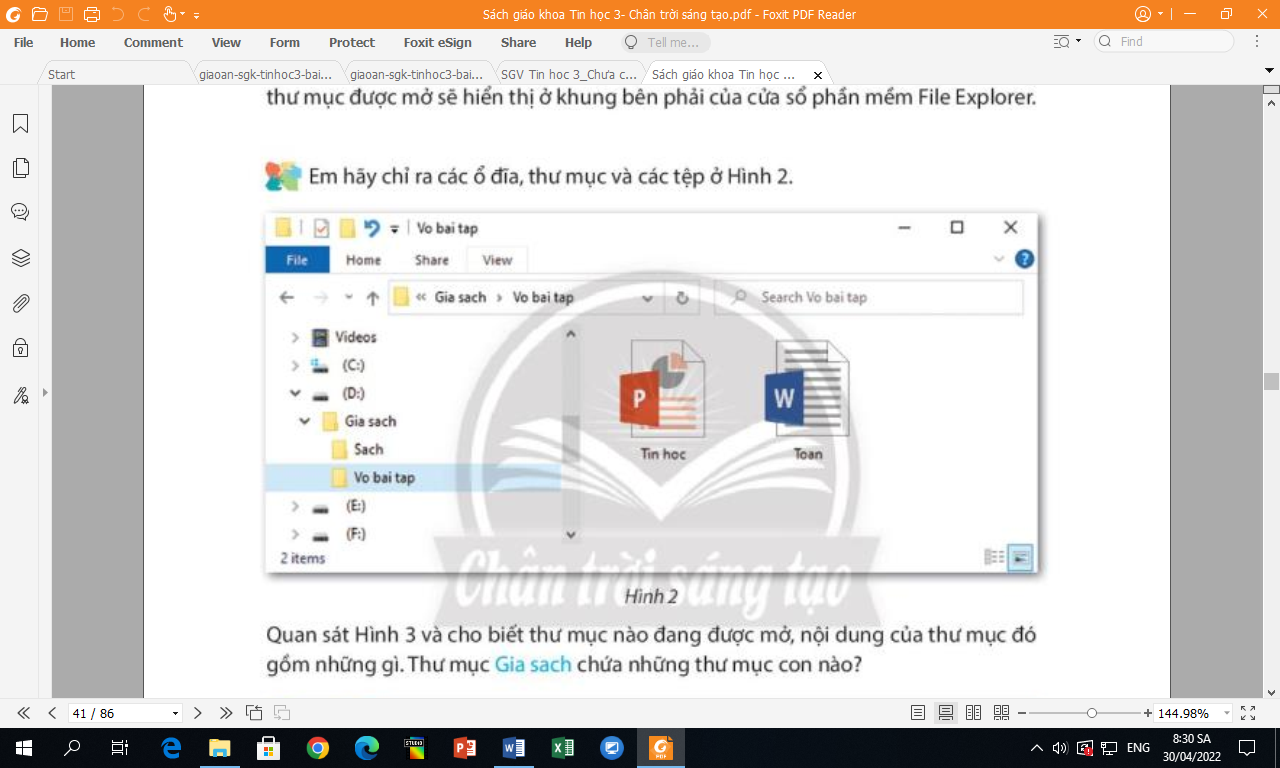 Sách giáo khoa Tin học 3- Chân trời sáng tạo.pdf - Foxit PDF Reader
File Home Comment View Form Protect Foxit eSign Share Help Tell me... Find
Start giaoan-sgk-tinhoc3-bai... giaoan-sgk-tinhoc3-bai... SGV Tin hoc 3_Chưa c... Sách giáo khoa Tin học ...
thư mục được mở sẽ hiển thị ở khung bên phải của cửa sổ phần mềm File Explorer.
Em hãy chỉ ra các ổ đĩa, thư mục và các tệp ở Hình 2.
Vo bai tap
File Home Share View
Gia sach › Vo bai tap Search Vo bai tap
Videos
(C:)
(D:)
Gia sach
Sach
Vo bai tap
(E:)
(F:)
P
Tin hoc
W
Toan
2 items
Chân trời sáng tạo
Hình 2
Quan sát Hình 3 và cho biết thư mục nào đang được mở, nội dung của thư mục đó
gồm những gì. Thư mục Gia sach chứa những thư mục con nào?
41 / 86 144.98%
ENG 8:30 SA
30/04/2022